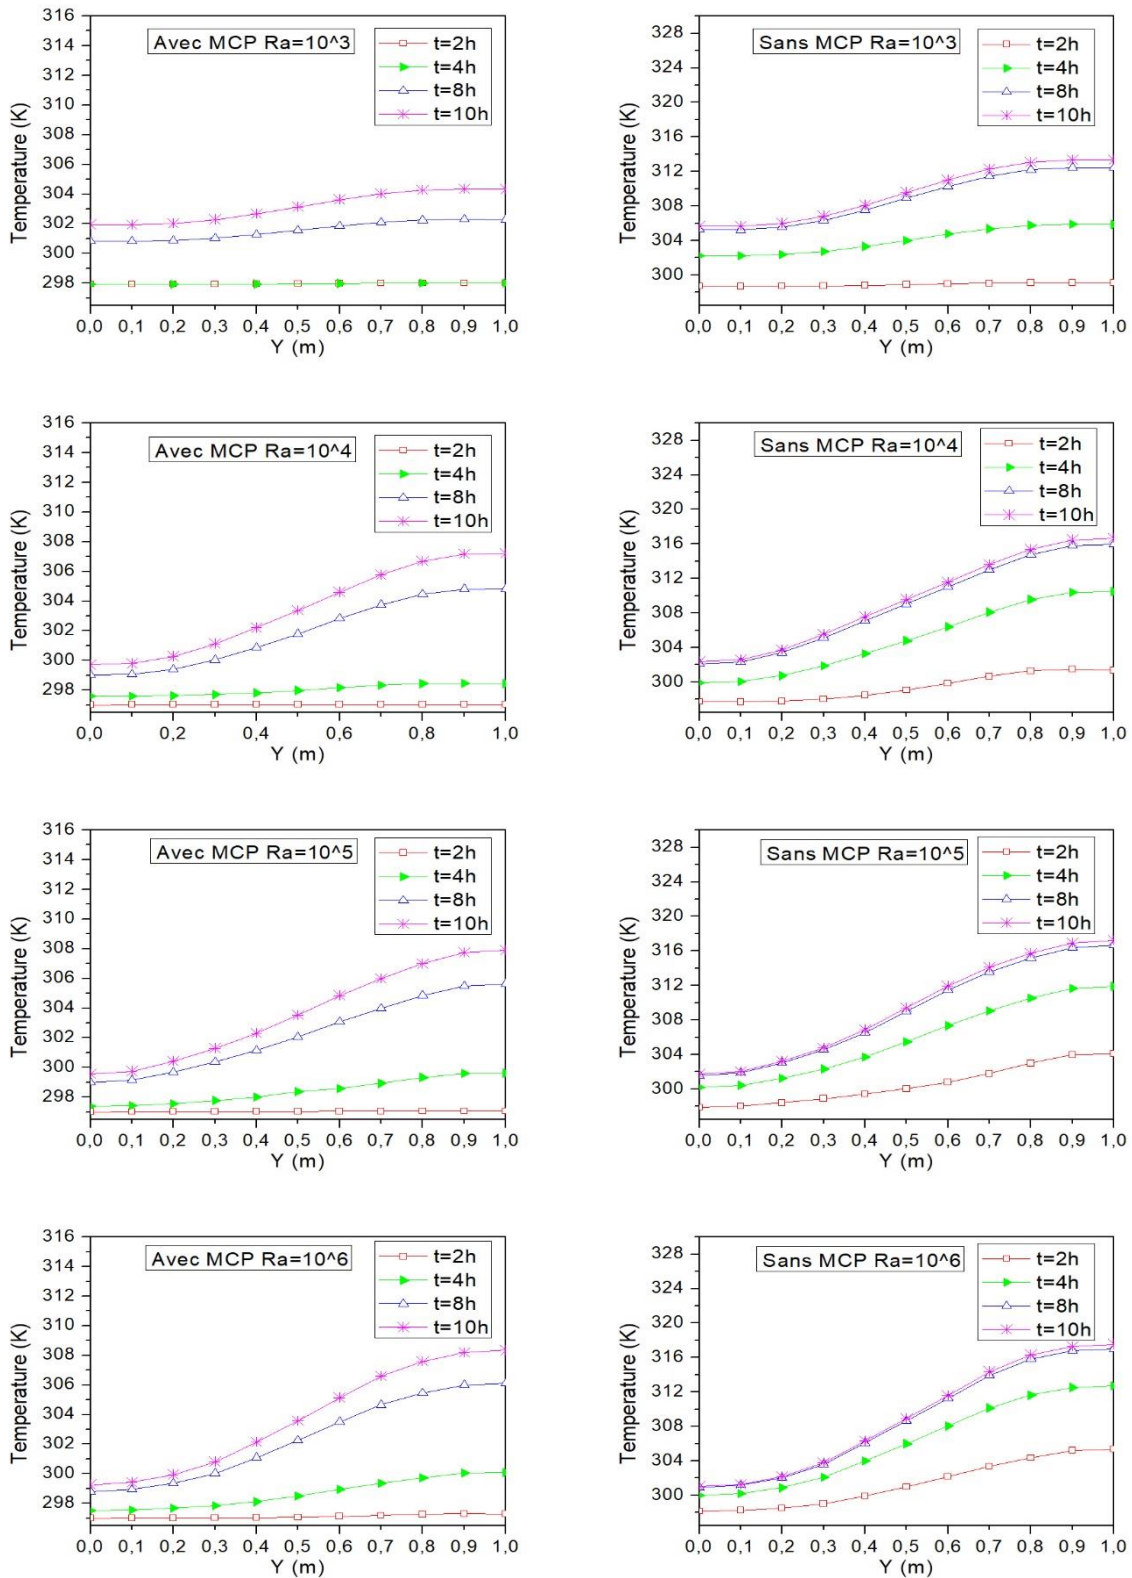 Avec MCP Ra=10^3
t=2h
t=4h
t=8h
t=10h
Temperature (K)
316
314
312
310
308
306
304
302
300
298
0,0 0,1 0,2 0,3 0,4 0,5 0,6 0,7 0,8 0,9 1,0
Y (m)
Sans MCP Ra=10^3
t=2h
t=4h
t=8h
t=10h
Temperature (K)
328
324
320
316
312
308
304
300
0,0 0,1 0,2 0,3 0,4 0,5 0,6 0,7 0,8 0,9 1,0
Y (m)
Avec MCP Ra=10^4
t=2h
t=4h
t=8h
t=10h
Temperature (K)
316
314
312
310
308
306
304
302
300
298
0,0 0,1 0,2 0,3 0,4 0,5 0,6 0,7 0,8 0,9 1,0
Y (m)
Sans MCP Ra=10^4
t=2h
t=4h
t=8h
t=10h
Temperature (K)
328
324
320
316
312
308
304
300
0,0 0,1 0,2 0,3 0,4 0,5 0,6 0,7 0,8 0,9 1,0
Y (m)
Avec MCP Ra=10^5
t=2h
t=4h
t=8h
t=10h
Temperature (K)
316
314
312
310
308
306
304
302
300
298
0,0 0,1 0,2 0,3 0,4 0,5 0,6 0,7 0,8 0,9 1,0
Y (m)
Sans MCP Ra=10^5
t=2h
t=4h
t=8h
t=10h
Temperature (K)
328
324
320
316
312
308
304
300
0,0 0,1 0,2 0,3 0,4 0,5 0,6 0,7 0,8 0,9 1,0
Y (m)
Avec MCP Ra=10^6
t=2h
t=4h
t=8h
t=10h
Temperature (K)
316
314
312
310
308
306
304
302
300
298
0,0 0,1 0,2 0,3 0,4 0,5 0,6 0,7 0,8 0,9 1,0
Y (m)
Sans MCP Ra=10^6
t=2h
t=4h
t=8h
t=10h
Temperature (K)
328
324
320
316
312
308
304
300
0,0 0,1 0,2 0,3 0,4 0,5 0,6 0,7 0,8 0,9 1,0
Y (m)